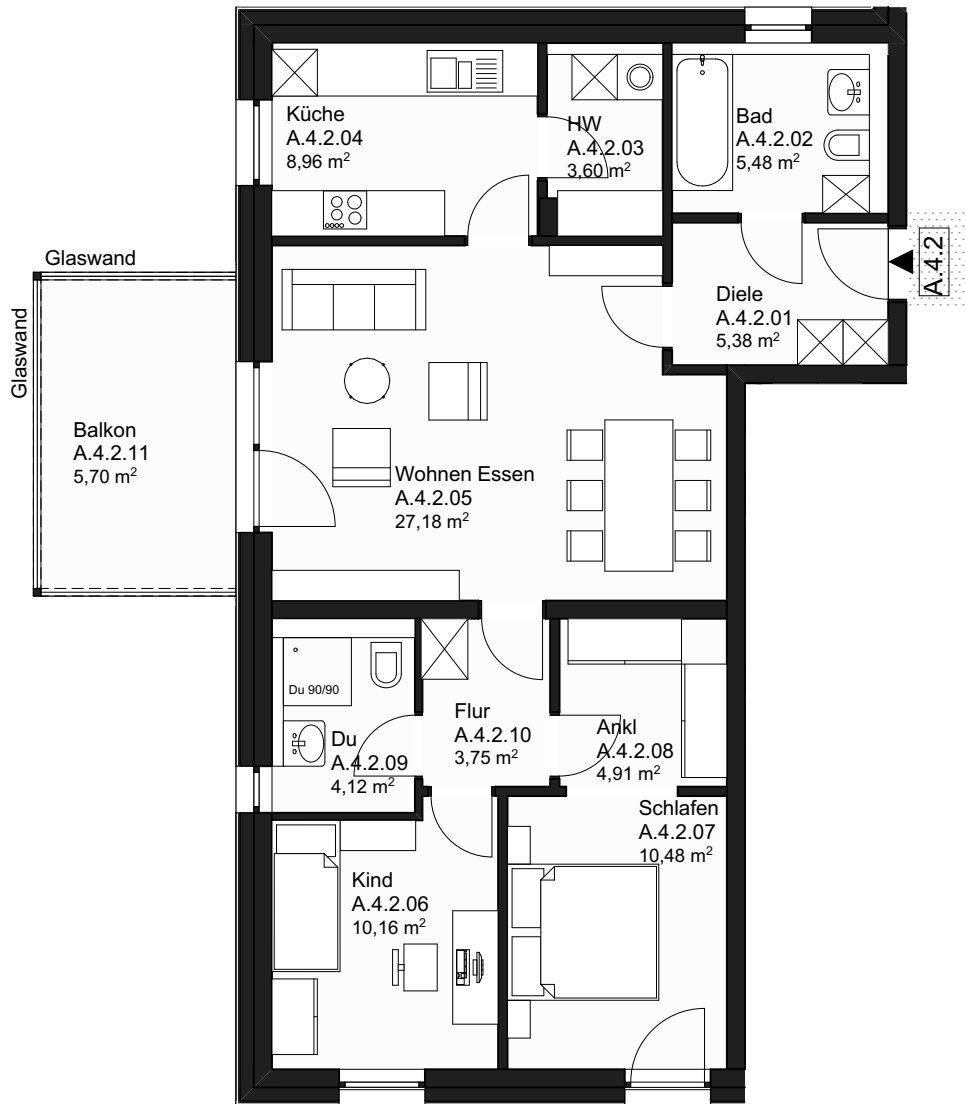 Küche
A.4.2.04
8,96 m²
HW
A.4.2.03
3,60 m²
Bad
A.4.2.02
5,48 m²
Glaswand
Glaswand
Diele
A.4.2.01
5,38 m²
A.4.2
Balkon
A.4.2.11
5,70 m²
Wohnen Essen
A.4.2.05
27,18 m²
Du 90/90
Du
A.4.2.09
4,12 m²
Flur
A.4.2.10
3,75 m²
Ankl
A.4.2.08
4,91 m²
Schlafen
A.4.2.07
10,48 m²
Kind
A.4.2.06
10,16 m²